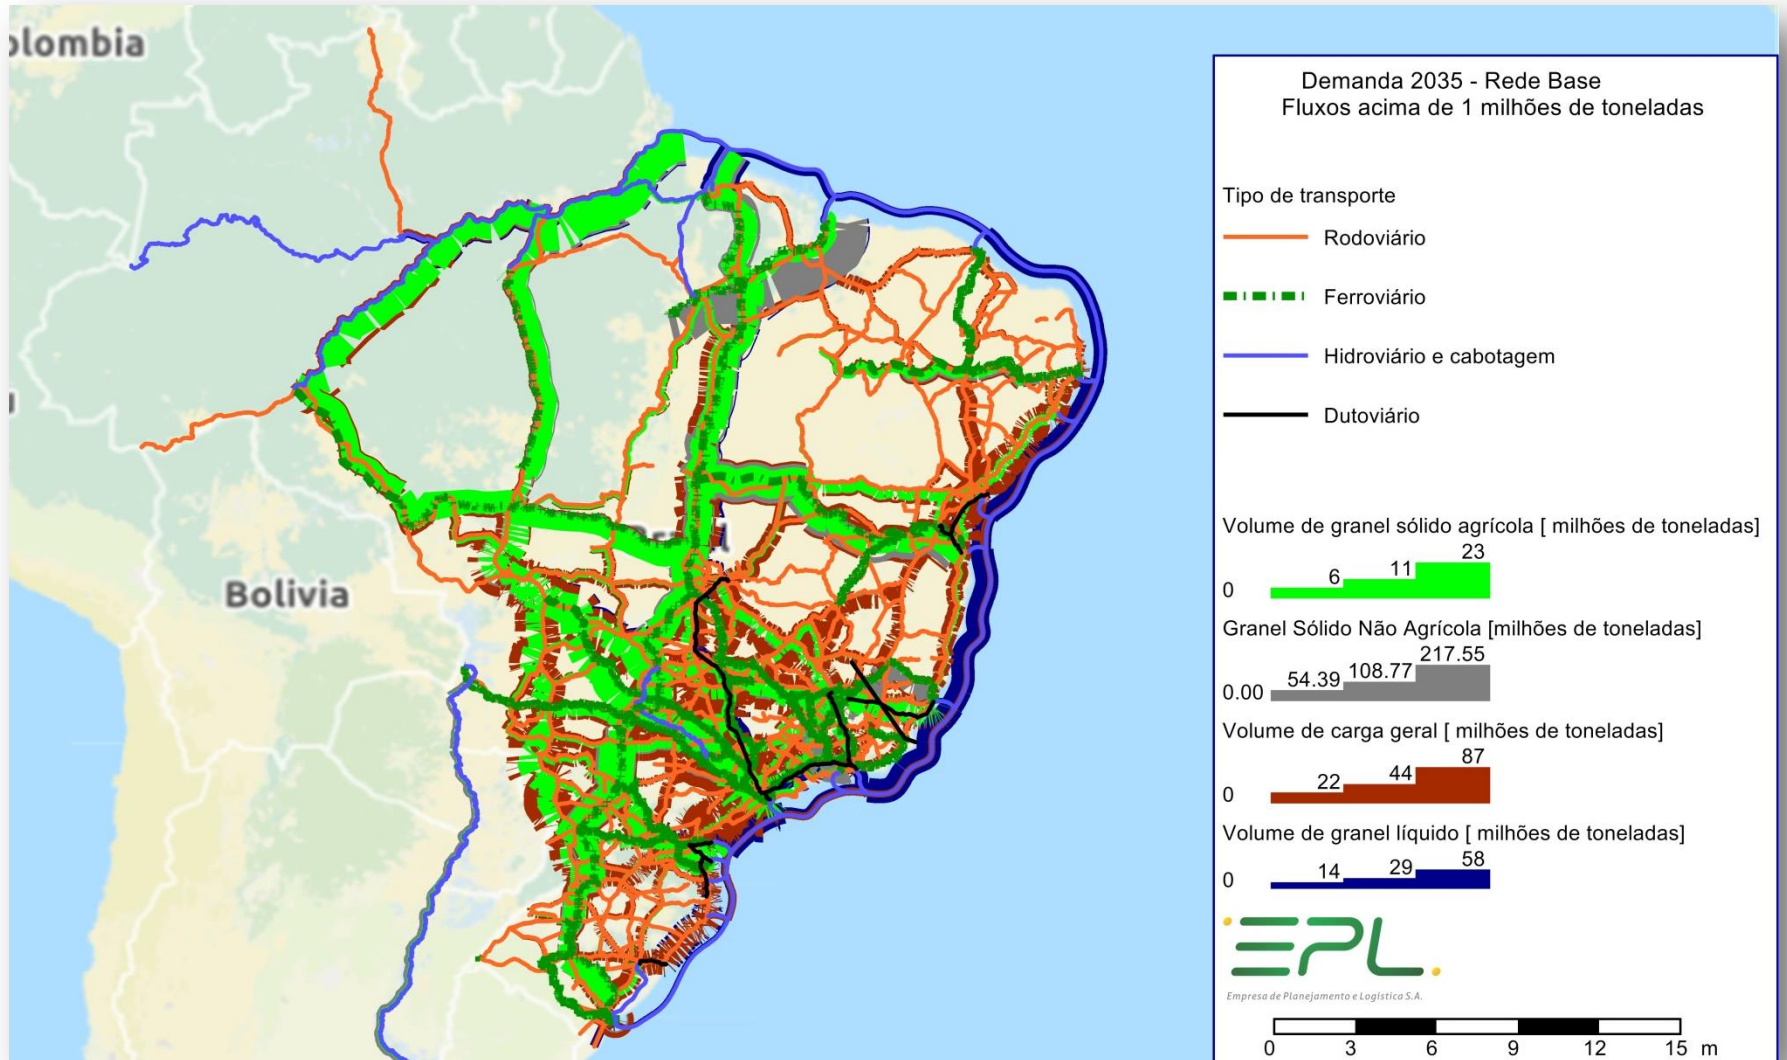 olombia
Bolivia
Demanda 2035 - Rede Base
Fluxos acima de 1 milhões de toneladas
Tipo de transporte
Rodoviário
Ferroviário
Hidroviário e cabotagem
Dutoviário
Volume de granel sólido agrícola [ milhões de toneladas]
0 6 11 23
Granel Sólido Não Agrícola [milhões de toneladas]
0.00 54.39 108.77 217.55
Volume de carga geral [ milhões de toneladas]
0 22 44 87
Volume de granel líquido [ milhões de toneladas]
0 14 29 58
EPL
Empresa de Planejamento e Logística S.A.
0 3 6 9 12 15 m